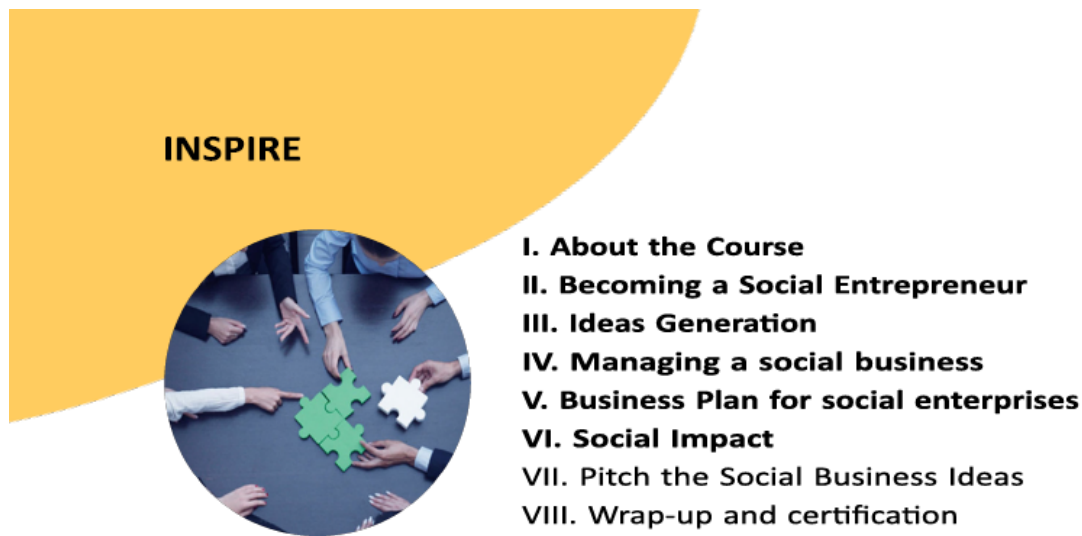 INSPIRE
I. About the Course
II. Becoming a Social Entrepreneur
III. Ideas Generation
IV. Managing a social business
V. Business Plan for social enterprises
VI. Social Impact
VII. Pitch the Social Business Ideas
VIII. Wrap-up and certification